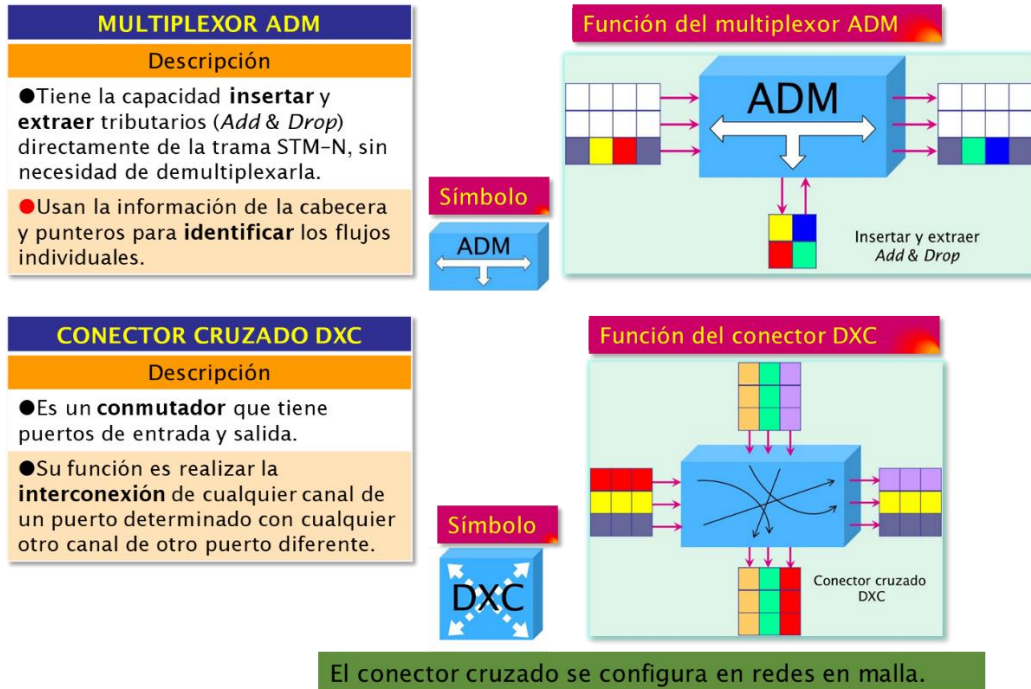 MULTIPLEXOR ADM
Descripción
●Tiene la capacidad insertar y
extraer tributarios (Add & Drop)
directamente de la trama STM-N, sin
necesidad de demultiplexarla.
●Usan la información de la cabecera
y punteros para identificar los flujos
individuales.
Símbolo
ADM
Función del multiplexor ADM
ADM
Insertar y extraer
Add & Drop
CONECTOR CRUZADO DXC
Descripción
●Es un conmutador que tiene
puertos de entrada y salida.
●Su función es realizar la
interconexión de cualquier canal de
un puerto determinado con cualquier
otro canal de otro puerto diferente.
Símbolo
DXC
Función del conector DXC
Conector cruzado
DXC
El conector cruzado se configura en redes en malla.